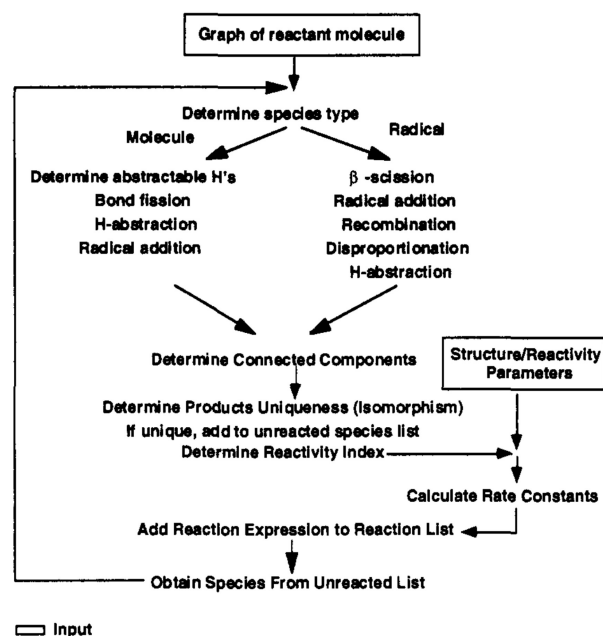 Graph of reactant molecule
Determine species type
Molecule
Radical
Determine abstractable H's
Bond fission
H-abstraction
Radical addition
β -scission
Radical addition
Recombination
Disproportionation
H-abstraction
Determine Connected Components
Structure/Reactivity
Parameters
Determine Products Uniqueness (Isomorphism)
If unique, add to unreacted species list
Determine Reactivity Index
Calculate Rate Constants
Add Reaction Expression to Reaction List
Obtain Species From Unreacted List
Input